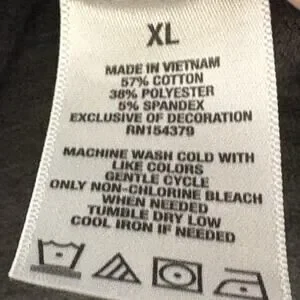 XL
MADE IN VIETNAM
57% COTTON
38% POLYESTER
5% SPANDEX
EXCLUSIVE OF DECORATION
RN154379
MACHINE WASH COLD WITH
LIKE COLORS
GENTLE CYCLE
ONLY NON-CHLORINE BLEACH
WHEN NEEDED
TUMBLE DRY LOW
COOL IRON IF NEEDED